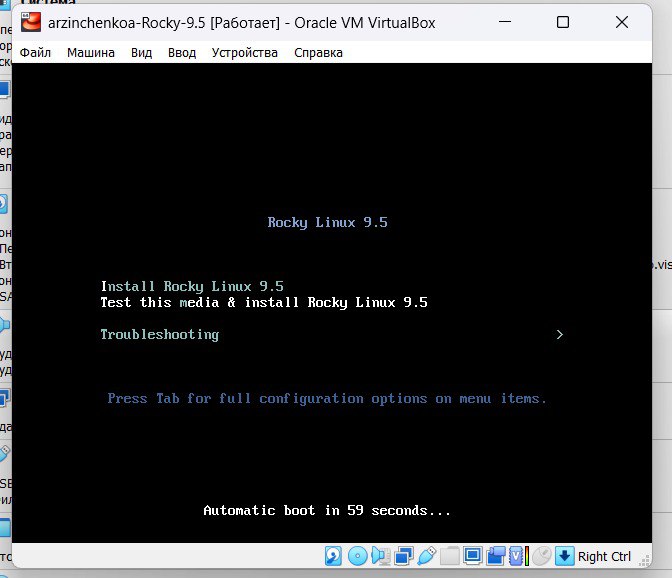 Система
arzinchenkoa-Rocky-9.5 [Работает] - Oracle VM VirtualBox
Файл Машина Вид Ввод Устройства Справка
Rocky Linux 9.5
Install Rocky Linux 9.5
Test this media & install Rocky Linux 9.5
Troubleshooting >
Press Tab for full configuration options on menu items.
Automatic boot in 59 seconds...
Right Ctrl